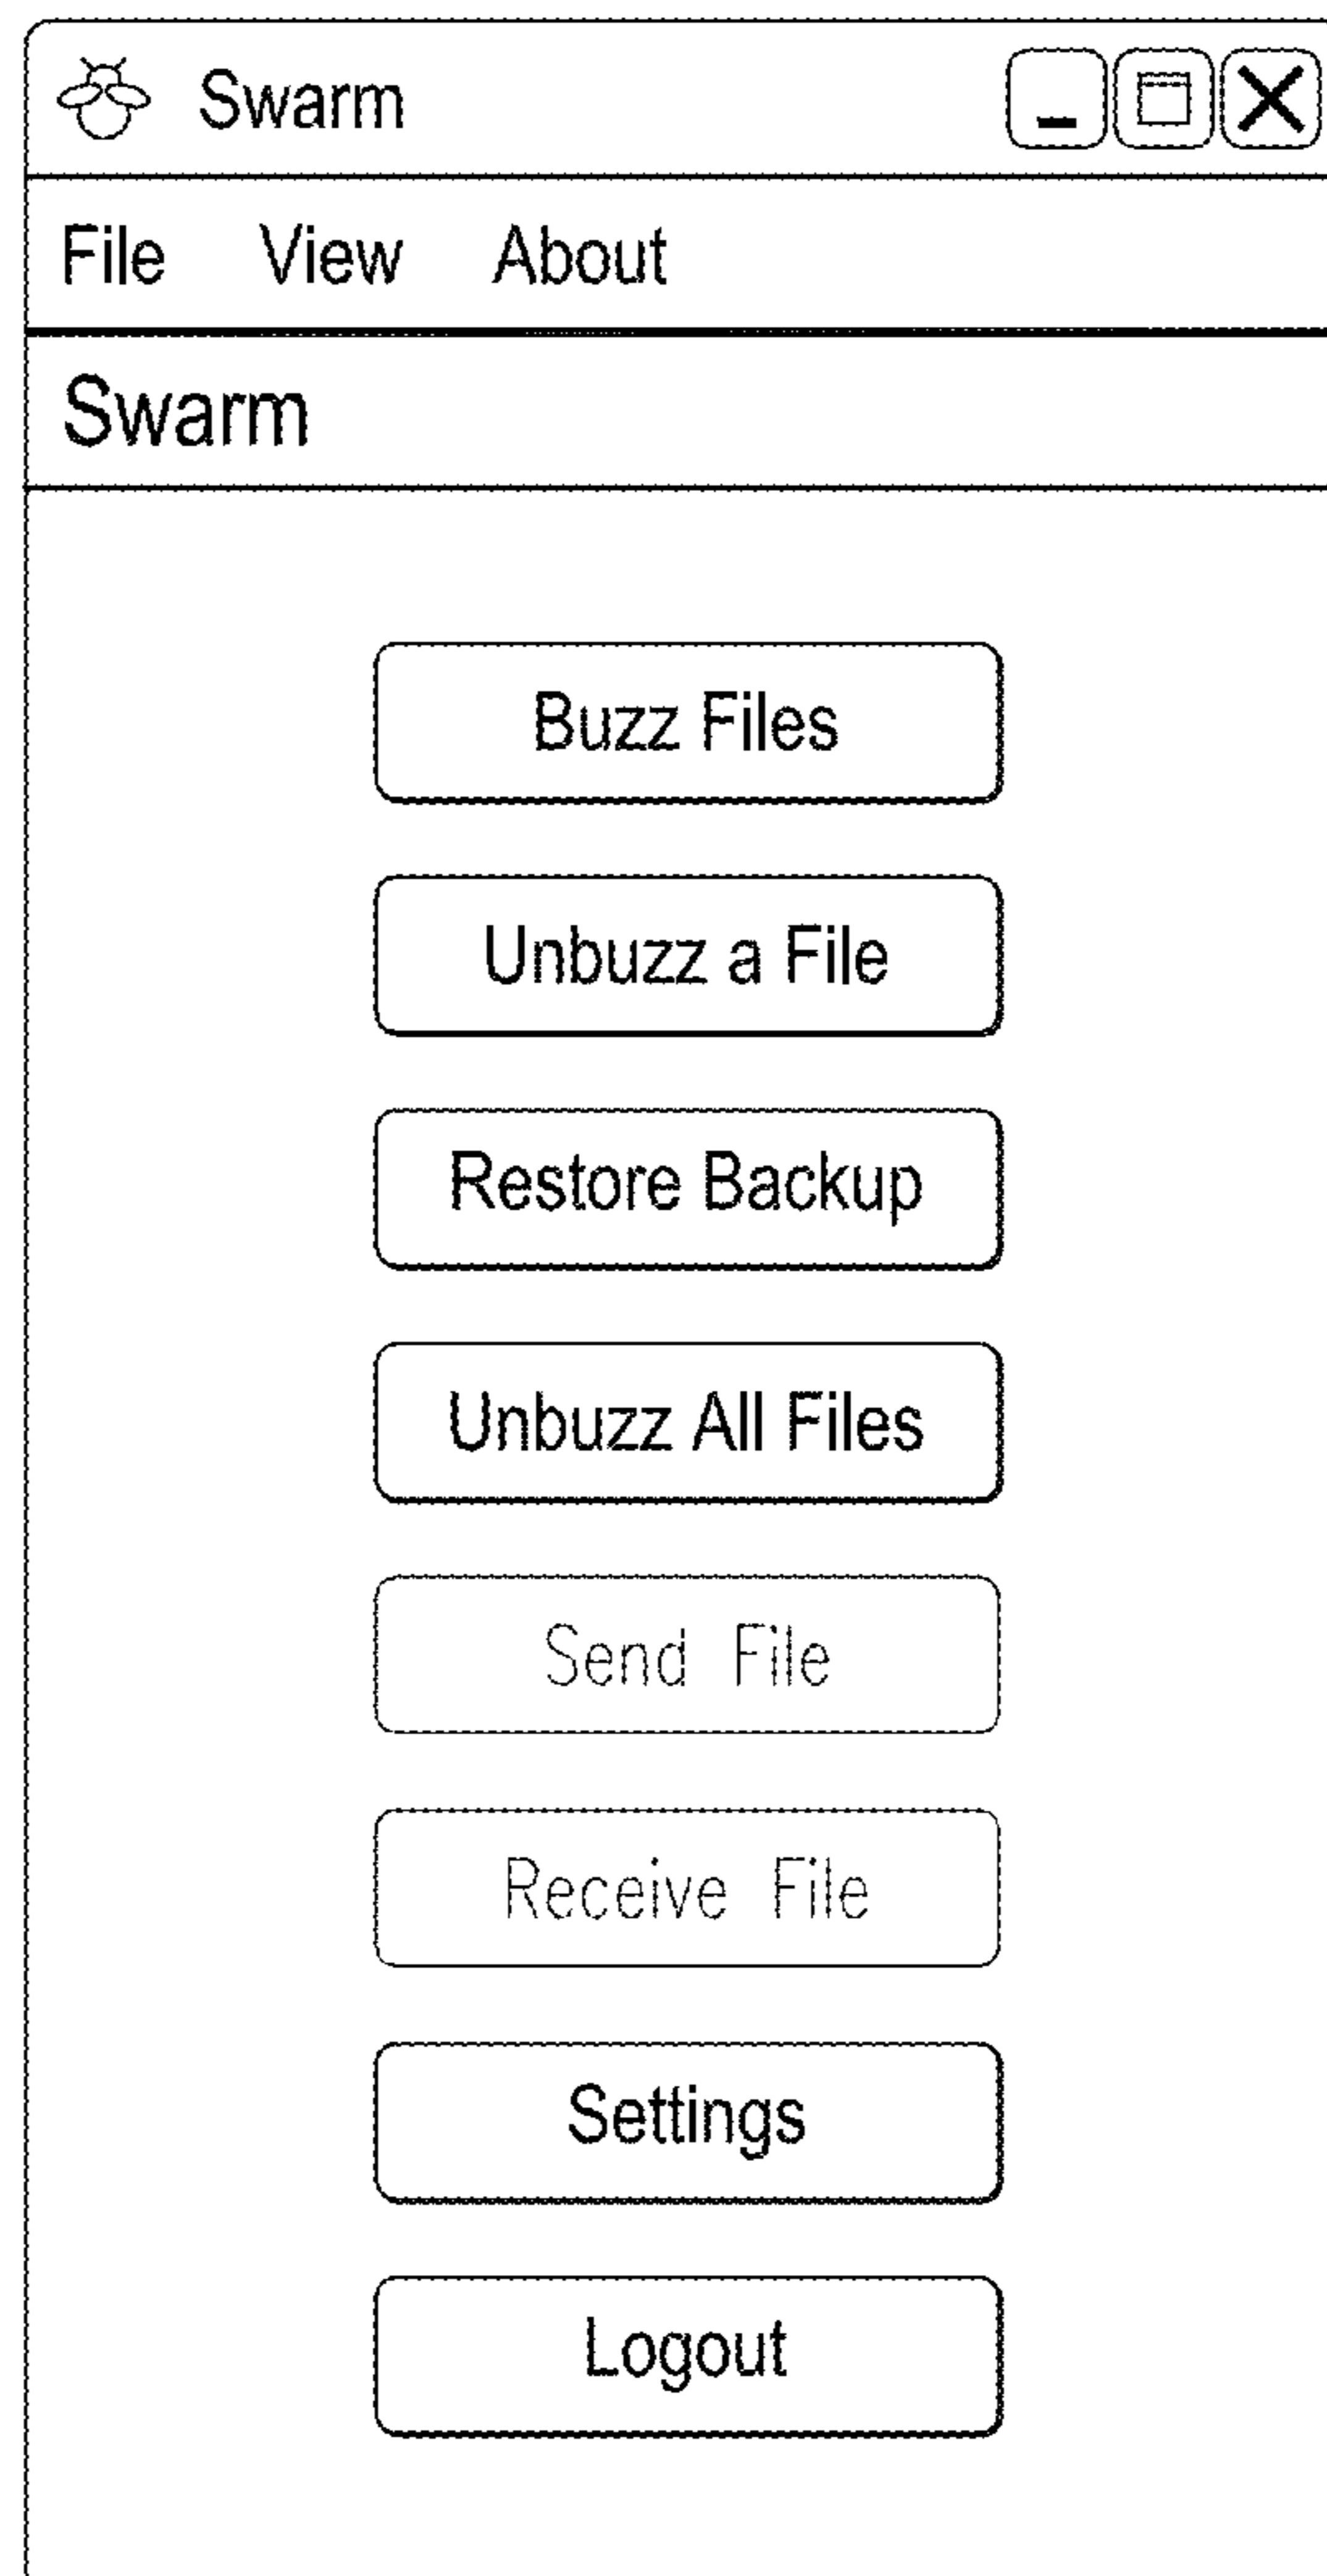 Swarm
File View About
Swarm
Buzz Files
Unbuzz a File
Restore Backup
Unbuzz All Files
Send File
Receive File
Settings
Logout